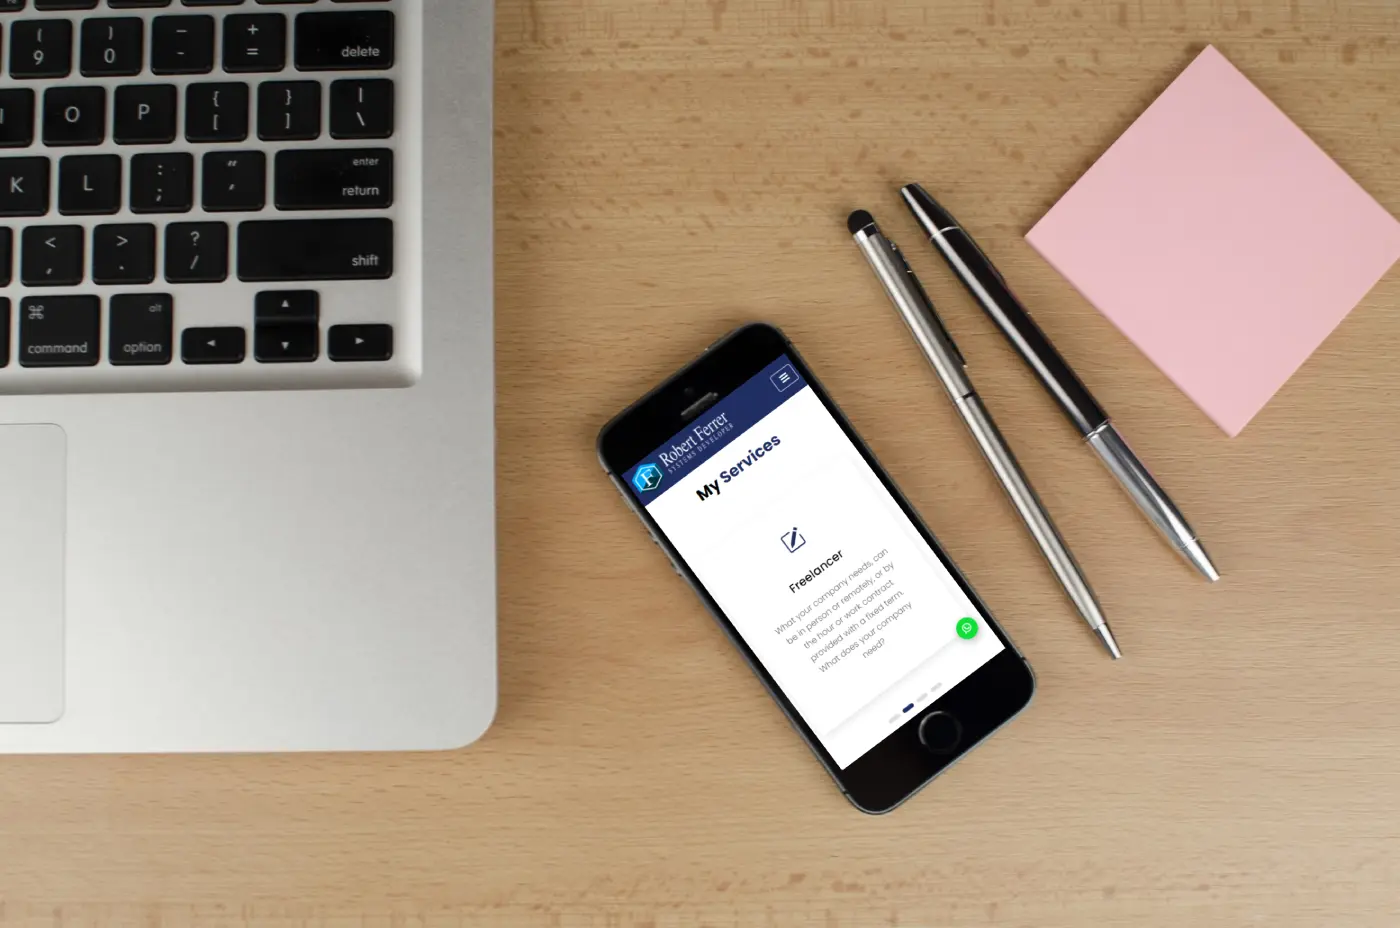 ( ) _ +
9 0 - = delete
O P { [ } ] | \
K L : ; " ' enter return
< , > . ? / shift
⌘ alt
command option
Robert Ferrer
SYSTEMS DEVELOPER
F
My Services
Freelancer
What your company needs, can
be in person or remotely, or by
the hour or work contract
provided with a fixed term.
What does your company
need?